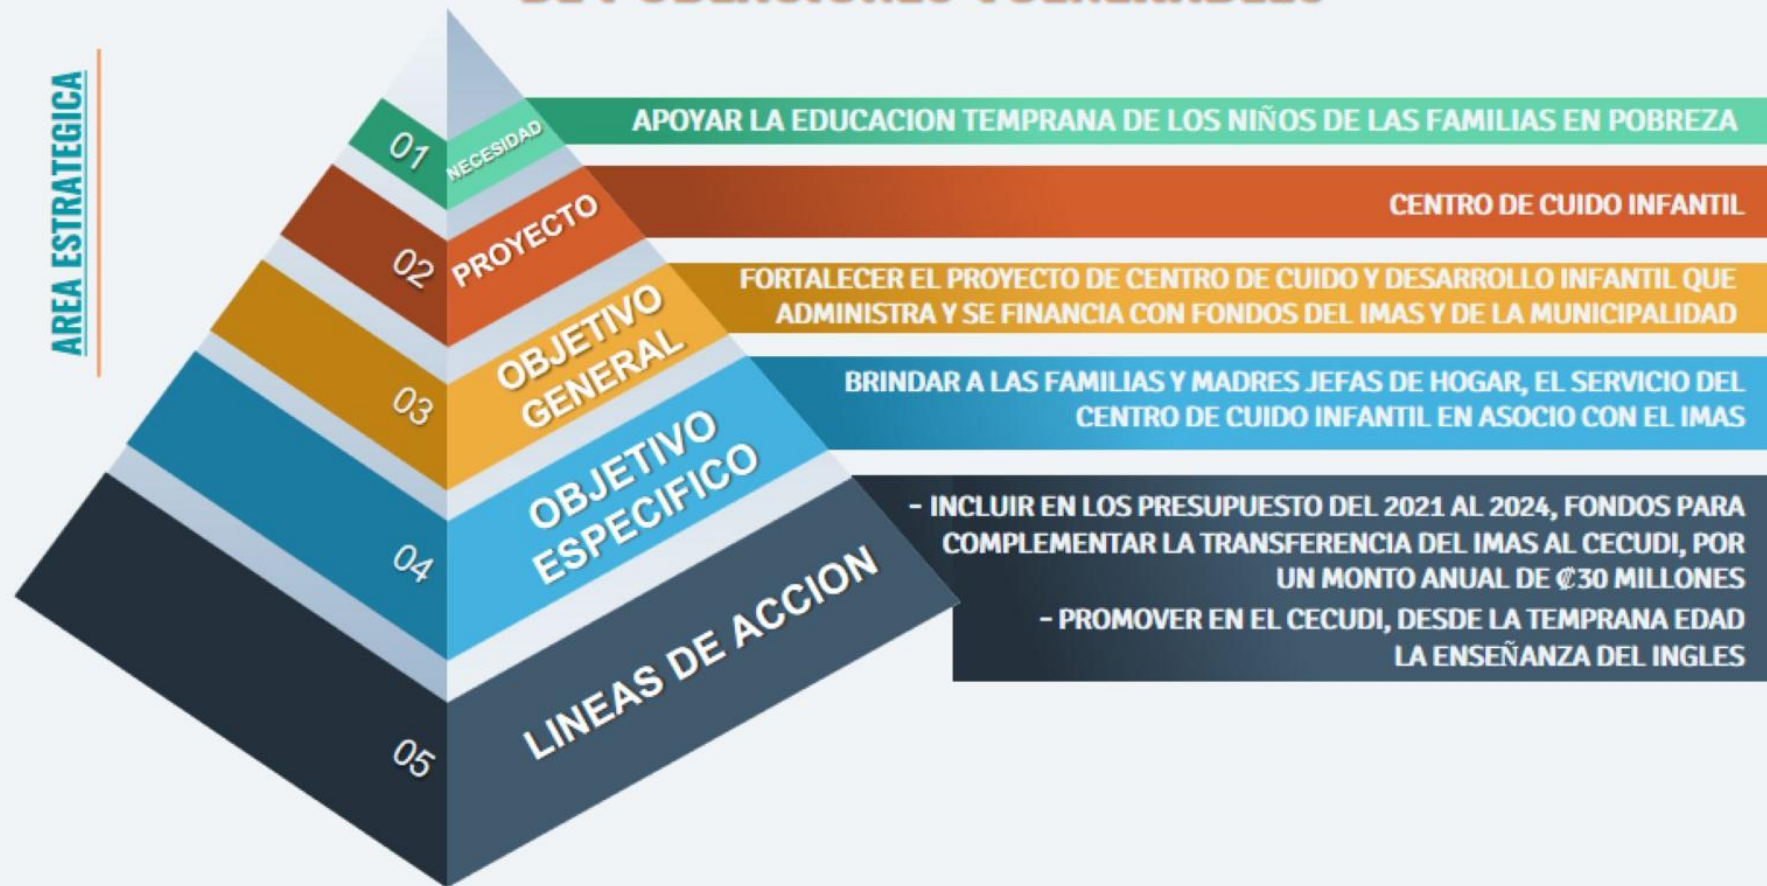 DE POBLACIONES VULNERABLES
AREA ESTRATEGICA
01
NECESIDAD
APOYAR LA EDUCACION TEMPRANA DE LOS NIÑOS DE LAS FAMILIAS EN POBREZA
02
PROYECTO
CENTRO DE CUIDO INFANTIL
03
OBJETIVO
GENERAL
FORTALECER EL PROYECTO DE CENTRO DE CUIDO Y DESARROLLO INFANTIL QUE
ADMINISTRA Y SE FINANCIA CON FONDOS DEL IMAS Y DE LA MUNICIPALIDAD
04
OBJETIVO
ESPECIFICO
BRINDAR A LAS FAMILIAS Y MADRES JEFAS DE HOGAR, EL SERVICIO DEL
CENTRO DE CUIDO INFANTIL EN ASOCIO CON EL IMAS
05
LINEAS DE ACCION
- INCLUIR EN LOS PRESUPUESTO DEL 2021 AL 2024, FONDOS PARA
COMPLEMENTAR LA TRANSFERENCIA DEL IMAS AL CECUDI, POR
UN MONTO ANUAL DE ₡30 MILLONES
- PROMOVER EN EL CECUDI, DESDE LA TEMPRANA EDAD
LA ENSEÑANZA DEL INGLES